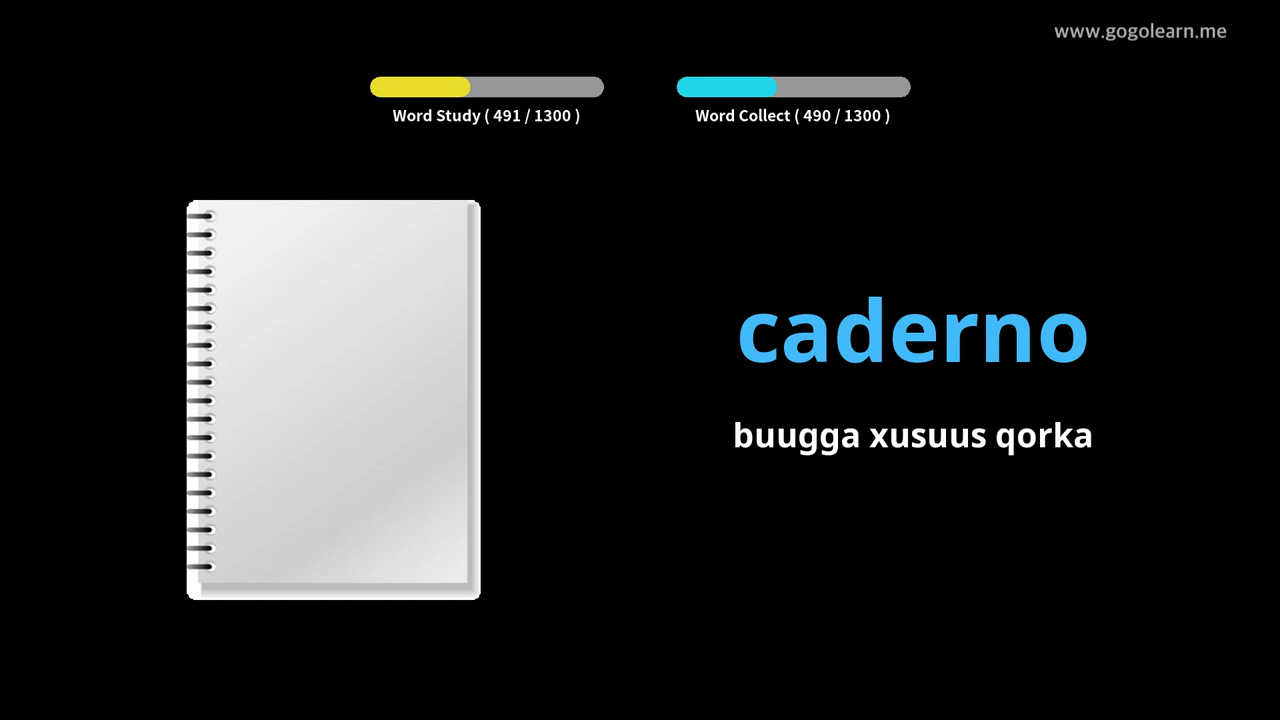 www.gogolearn.me
Word Study ( 491 / 1300 )
Word Collect ( 490 / 1300 )
caderno
buugga xusuus qorka